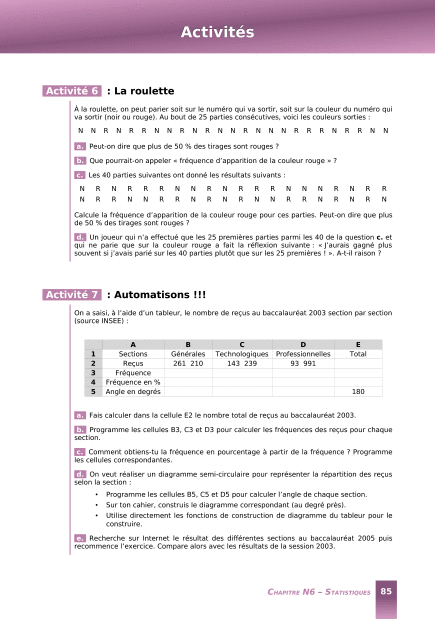 Activités
Activité 6 : La roulette
À la roulette, on peut parier soit sur le numéro qui va sortir, soit sur la couleur du numéro qui
va sortir (noir ou rouge). Au bout de 25 parties consécutives, voici les couleurs sorties :
N N R N R R N N R N R N N R N N N R R R N R R N N
a. Peut-on dire que plus de 50 % des tirages sont rouges ?
b. Que pourrait-on appeler « fréquence d'apparition de la couleur rouge » ?
c. Les 40 parties suivantes ont donné les résultats suivants :
N R N R R R N N R N R R R N N N R N R R
N R R N N R R N R N R N N R R N R N R N
Calcule la fréquence d'apparition de la couleur rouge pour ces parties. Peut-on dire que plus
de 50 % des tirages sont rouges ?
d. Un joueur qui n'a effectué que les 25 premières parties parmi les 40 de la question c. et
qui ne parie que sur la couleur rouge a fait la réflexion suivante : « J'aurais gagné plus
souvent si j'avais parié sur les 40 parties plutôt que sur les 25 premières ! ». A-t-il raison ?
Activité 7 : Automatisons !!!
On a saisi, à l'aide d'un tableur, le nombre de reçus au baccalauréat 2003 section par section
(source INSEE) :
A B C D E
1 Sections Générales Technologiques Professionnelles Total
2 Reçus 261 210 143 239 93 991
3 Fréquence
4 Fréquence en %
5 Angle en degrés 180
a. Fais calculer dans la cellule E2 le nombre total de reçus au baccalauréat 2003.
b. Programme les cellules B3, C3 et D3 pour calculer les fréquences des reçus pour chaque
section.
c. Comment obtiens-tu la fréquence en pourcentage à partir de la fréquence ? Programme
les cellules correspondantes.
d. On veut réaliser un diagramme semi-circulaire pour représenter la répartition des reçus
selon la section :
• Programme les cellules B5, C5 et D5 pour calculer l'angle de chaque section.
• Sur ton cahier, construis le diagramme correspondant (au degré près).
• Utilise directement les fonctions de construction de diagramme du tableur pour le
construire.
e. Recherche sur Internet le résultat des différentes sections au baccalauréat 2005 puis
recommence l'exercice. Compare alors avec les résultats de la session 2003.
CHAPITRE N6 – STATISTIQUES 85